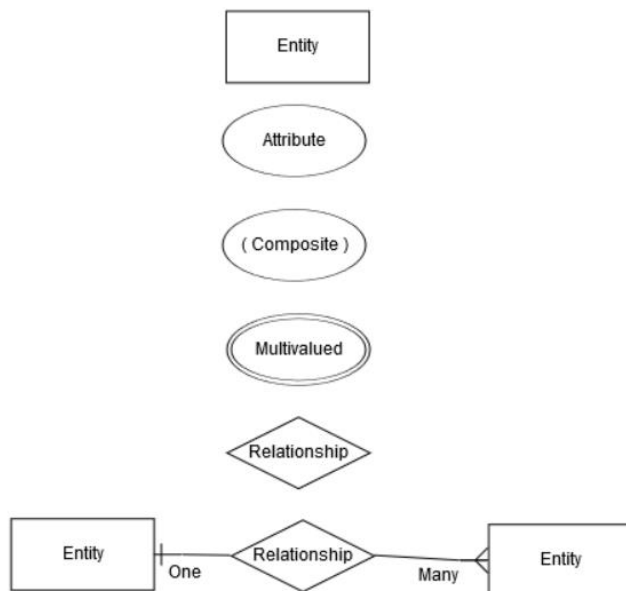 Entity
Attribute
( Composite )
Multivalued
Relationship
Entity
One
Relationship
Many
Entity